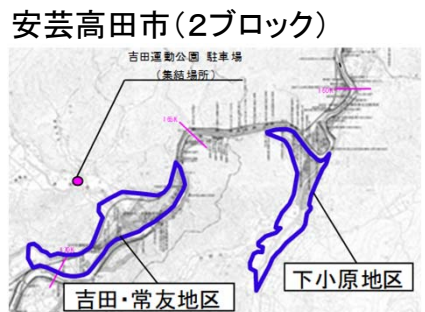 安芸高田市(2ブロック)
吉田運動公園 駐車場
(集結場所)
吉田・常友地区
下小原地区